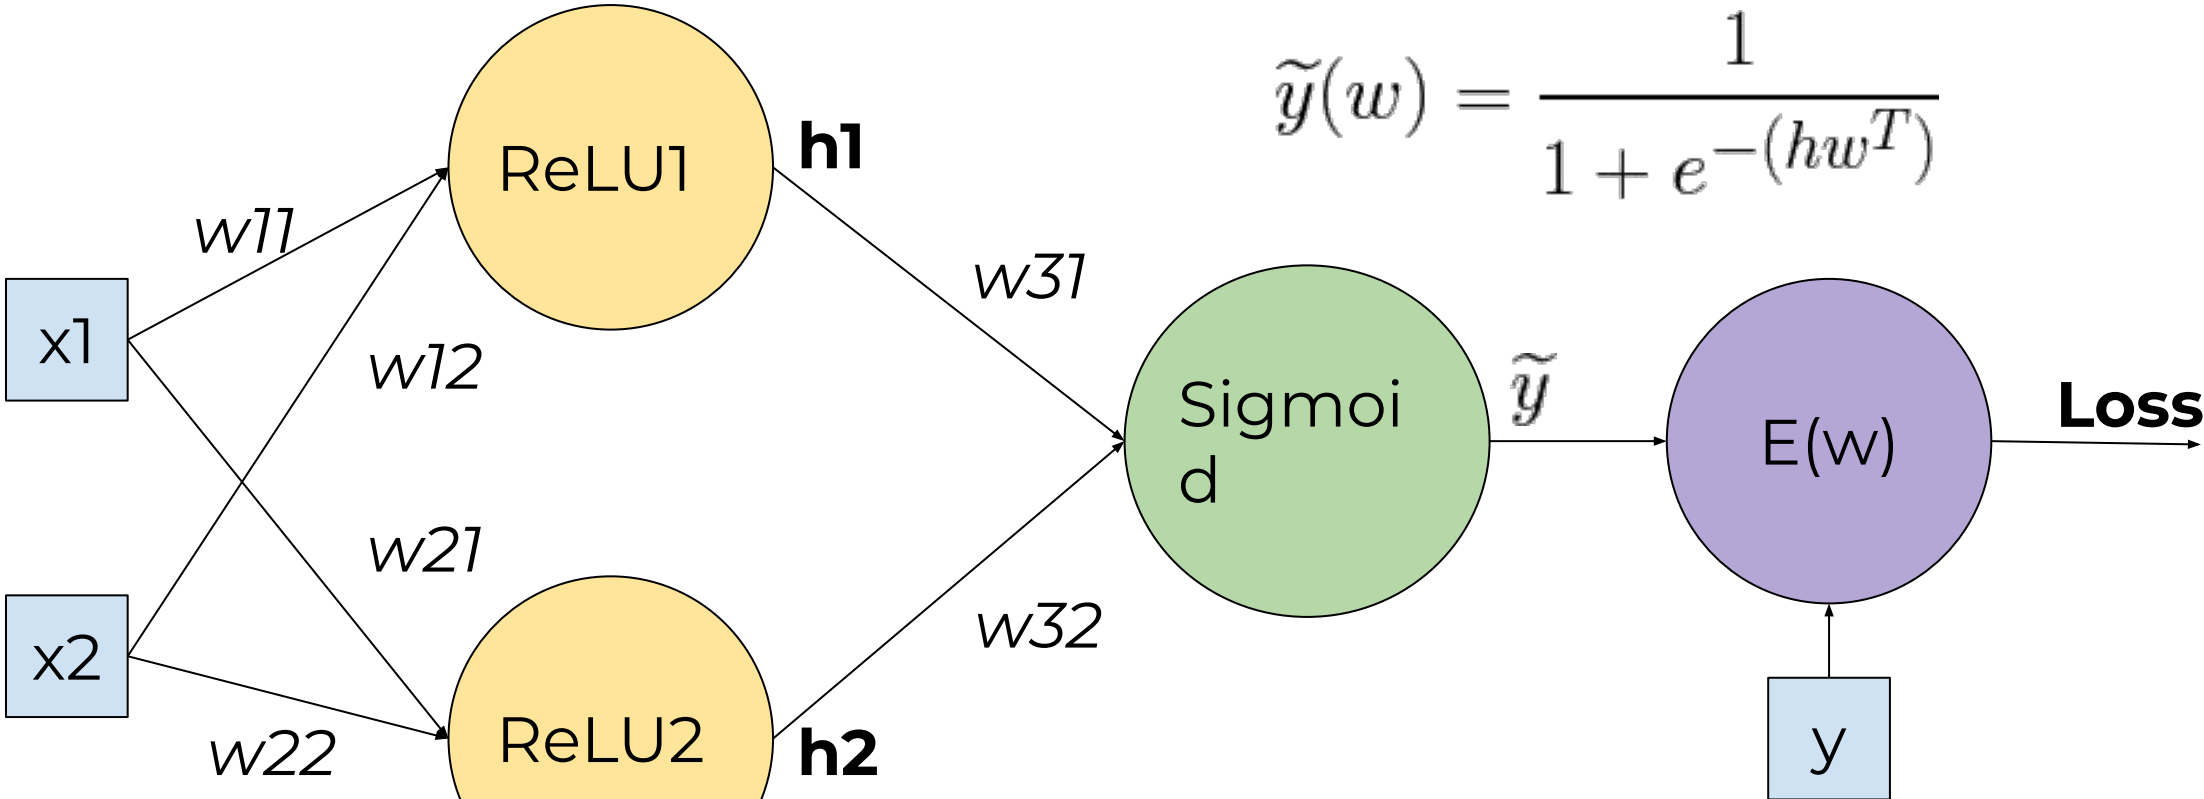 ỹ(w) = 1 / (1 + e^{-(hw^T)})
ReLU1
h1
w11
w31
x1
w12
Sigmoi
d
ỹ
E(w)
Loss
w21
x2
w32
w22
ReLU2
h2
y